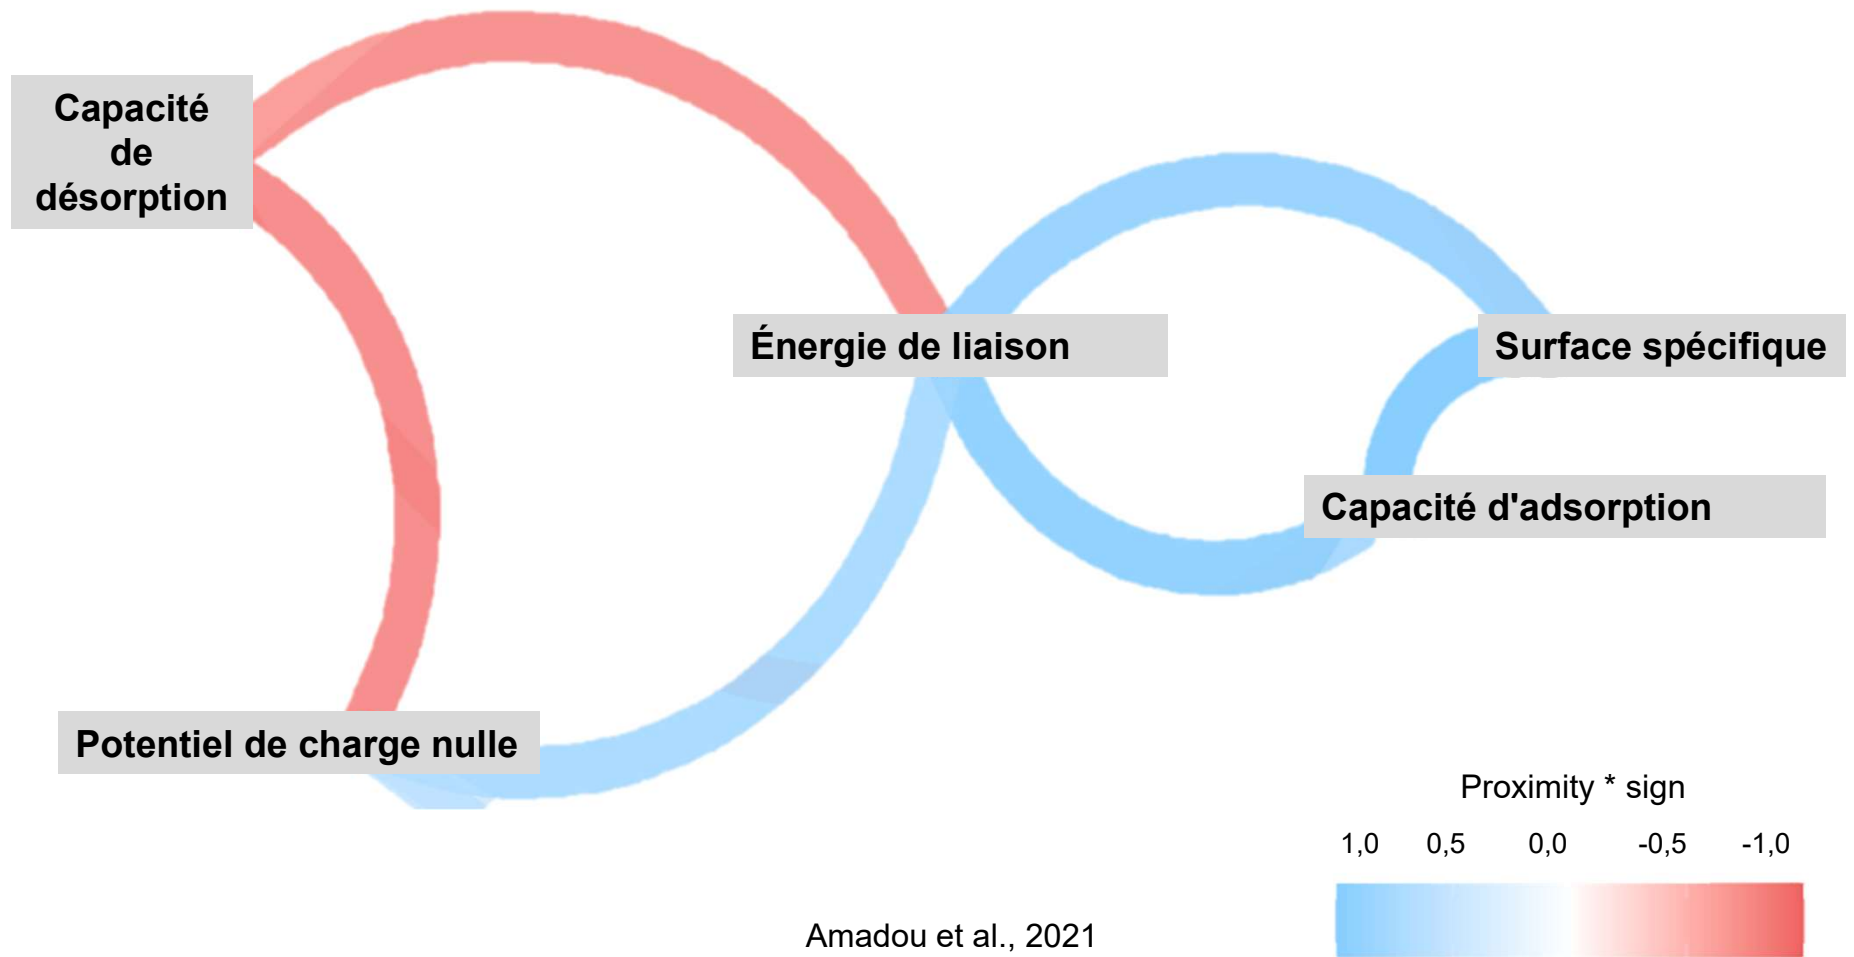 Capacité
de
désorption
Énergie de liaison
Surface spécifique
Capacité d'adsorption
Potentiel de charge nulle
Proximity * sign
1,0 0,5 0,0 -0,5 -1,0
Amadou et al., 2021